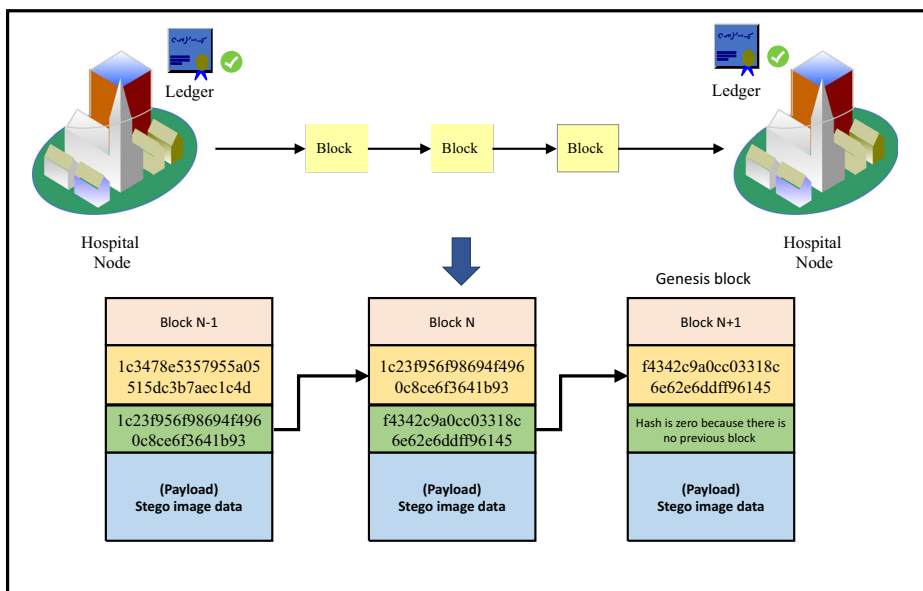 Ledger
Ledger
Block
Block
Block
Hospital
Node
Hospital
Node
Genesis block
Block N-1
1c3478e5357955a05
515dc3b7aec1c4d
1c23f956f98694f496
0c8ce6f3641b93
(Payload)
Stego image data
Block N
1c23f956f98694f496
0c8ce6f3641b93
f4342c9a0cc03318c
6e62e6ddff96145
(Payload)
Stego image data
Block N+1
f4342c9a0cc03318c
6e62e6ddff96145
Hash is zero because there is
no previous block
(Payload)
Stego image data